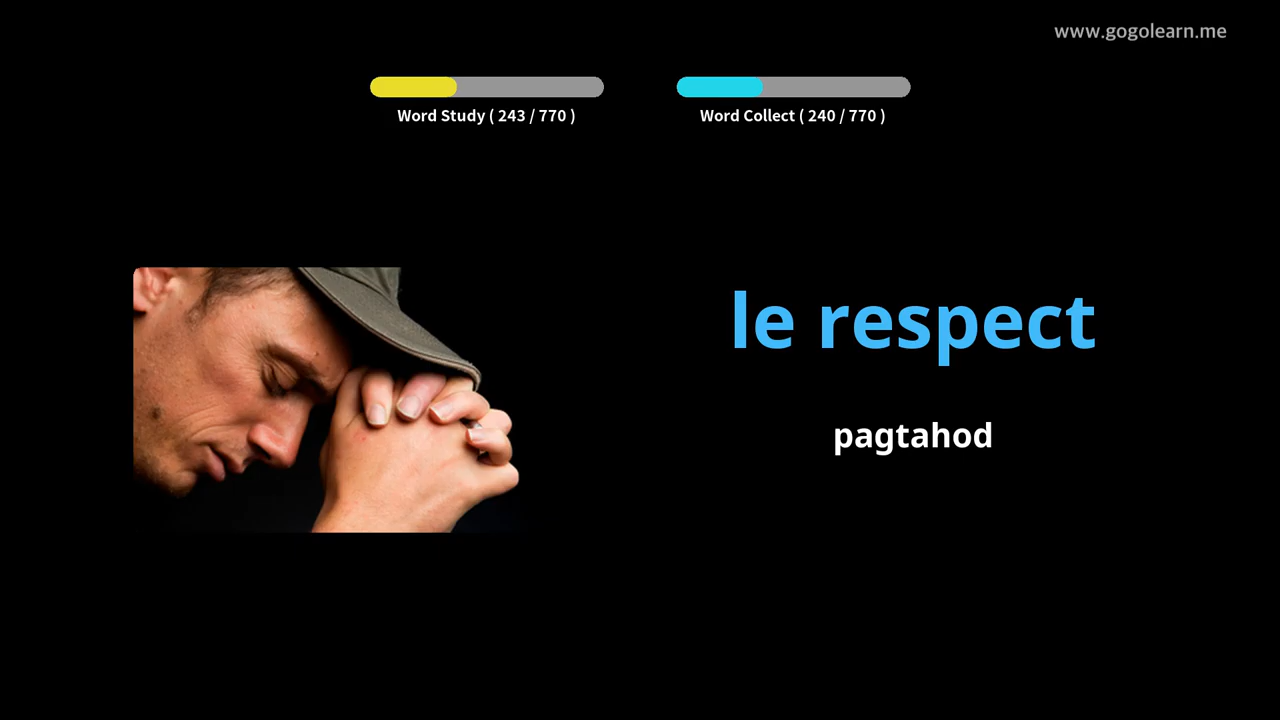 www.gogolearn.me
Word Study ( 243 / 770 )
Word Collect ( 240 / 770 )
le respect
pagtahod